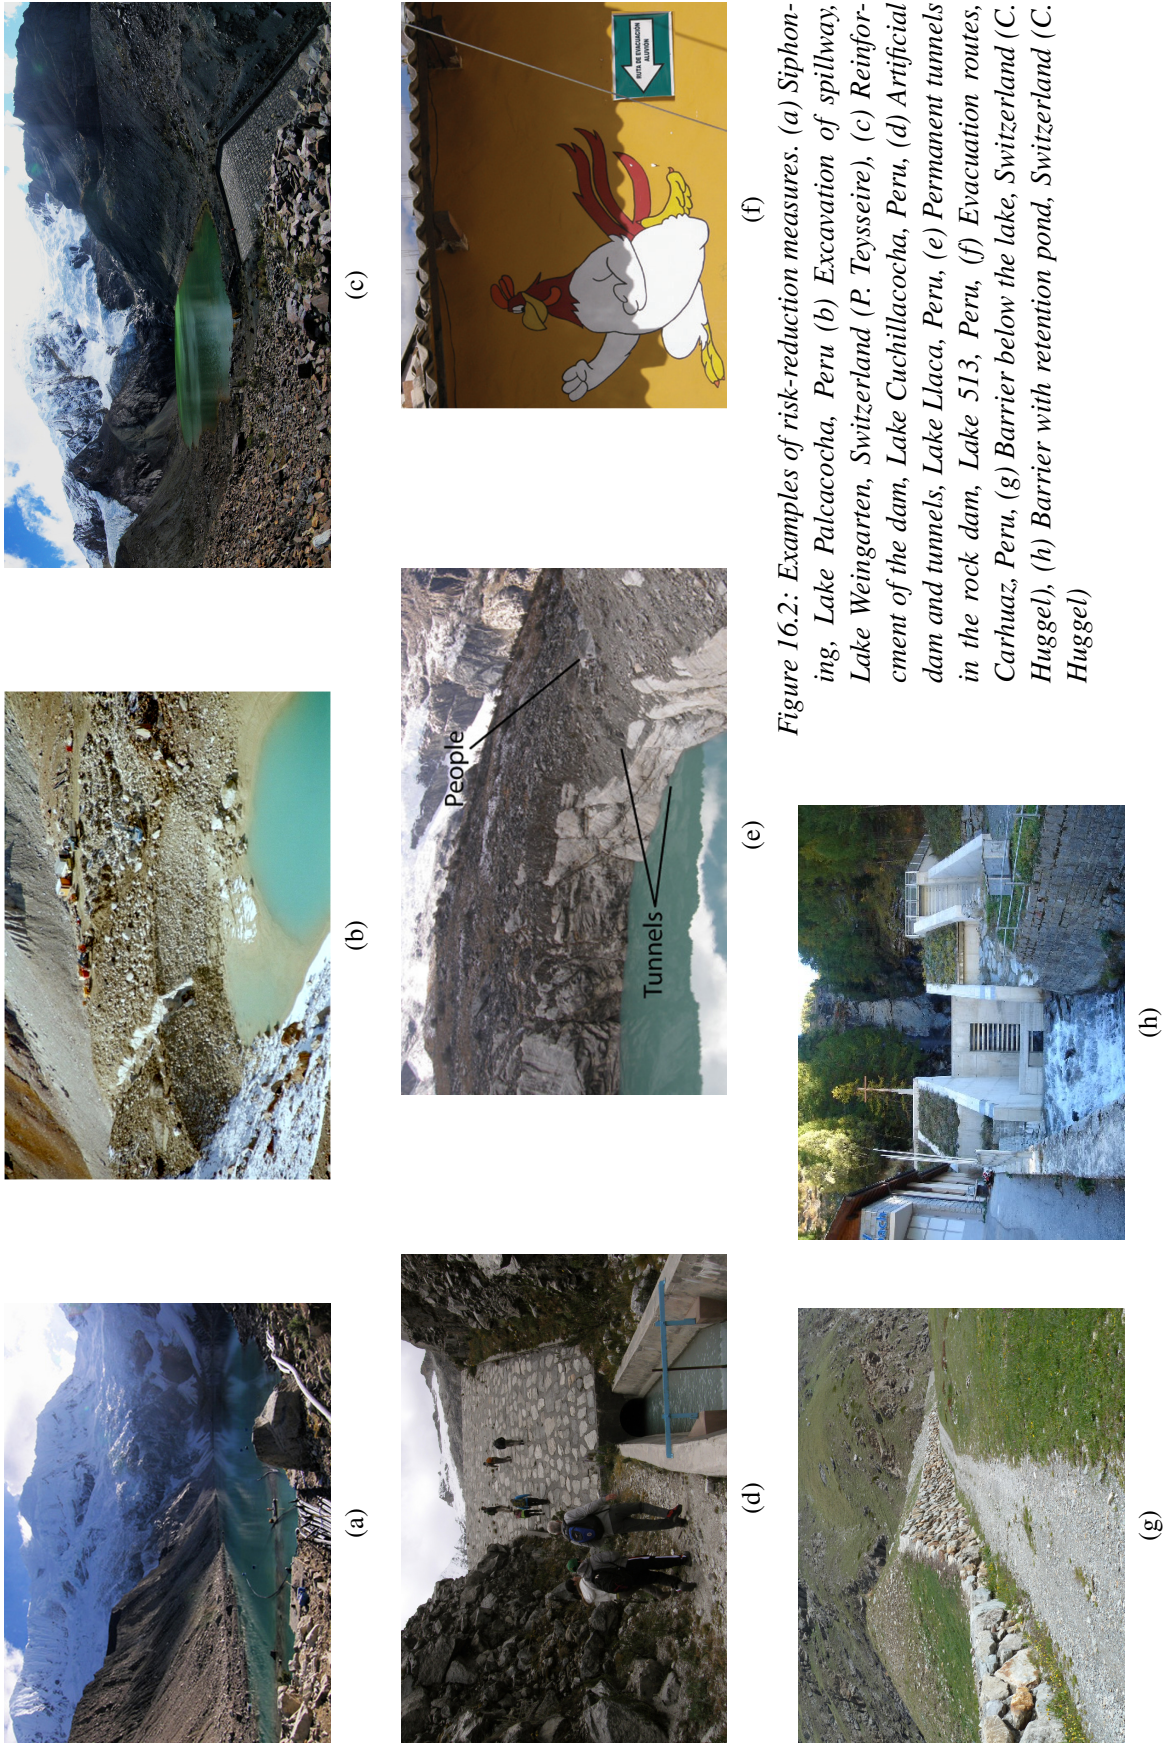 (a)
(b)
(c)
(d)
(e)
People
Tunnels
(f)
RUTA DE EVACUACIÓN
ALUVIÓN
(g)
(h)
Figure 16.2: Examples of risk-reduction measures. (a) Siphon-
ing, Lake Palcacocha, Peru (b) Excavation of spillway,
Lake Weingarten, Switzerland (P. Teysseire), (c) Reinfor-
cment of the dam, Lake Cuchillacocha, Peru, (d) Artificial
dam and tunnels, Lake Llaca, Peru, (e) Permanent tunnels
in the rock dam, Lake 513, Peru, (f) Evacuation routes,
Carhuaz, Peru, (g) Barrier below the lake, Switzerland (C.
Huggel), (h) Barrier with retention pond, Switzerland (C.
Huggel)